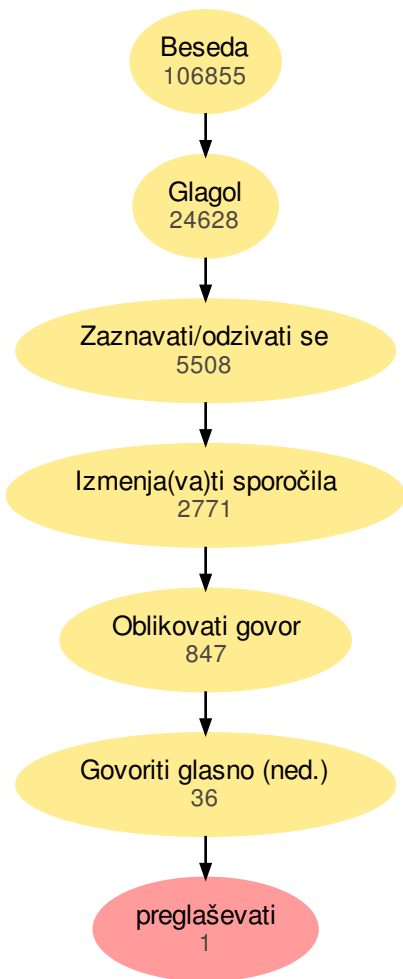 Beseda
106855
Glagol
24628
Zaznavati/odzivati se
5508
Izmenja(va)ti sporočila
2771
Oblikovati govor
847
Govoriti glasno (ned.)
36
preglaševati
1